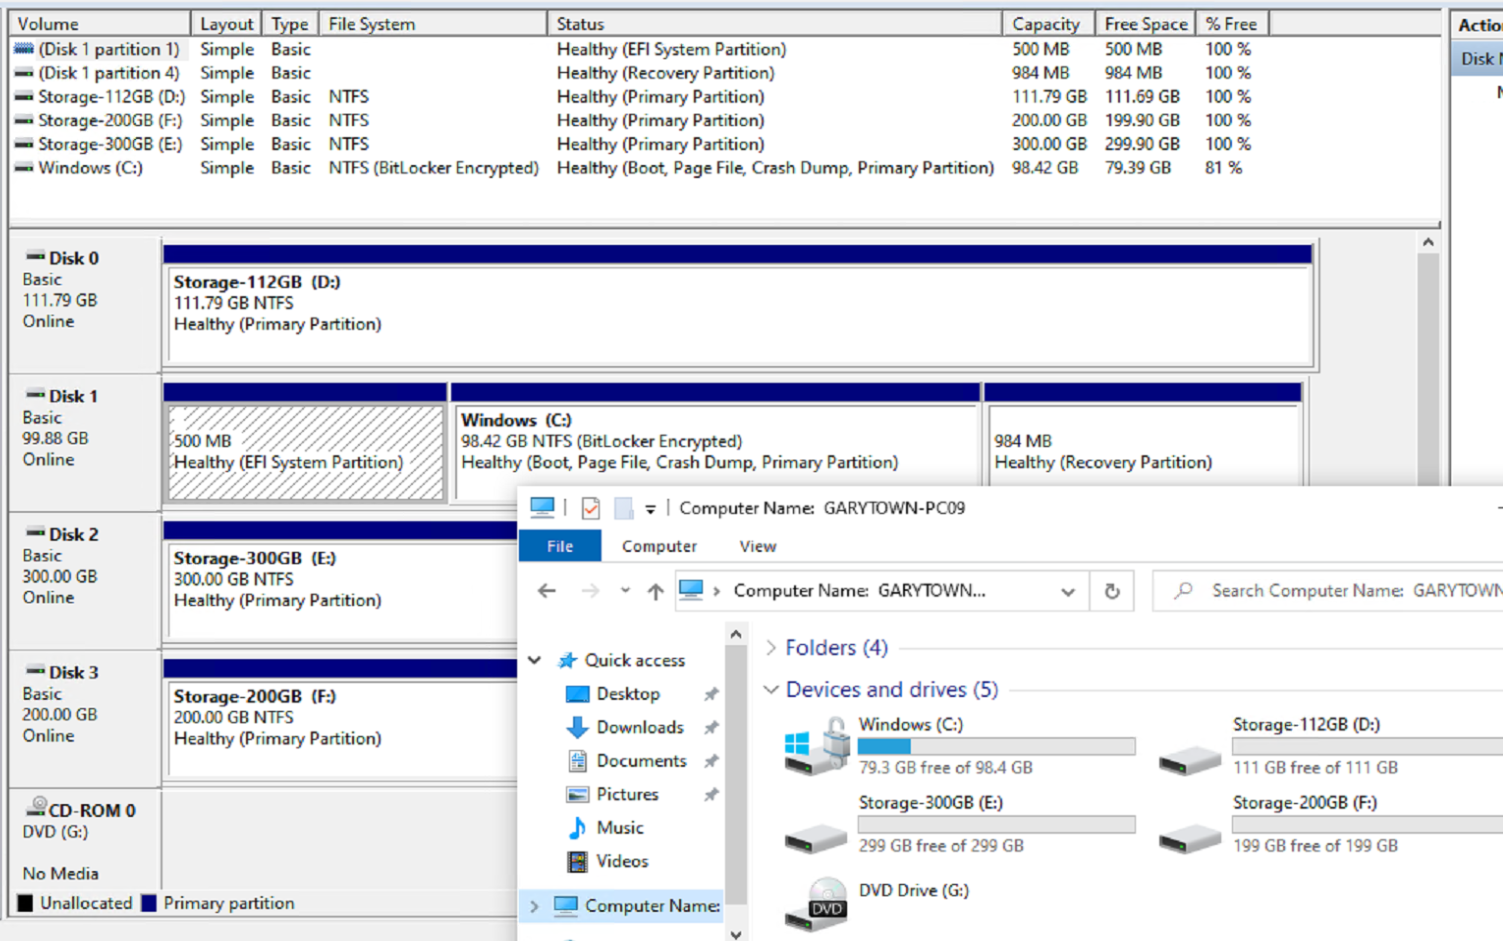 Volume Layout Type File System Status Capacity Free Space % Free
(Disk 1 partition 1) Simple Basic Healthy (EFI System Partition) 500 MB 500 MB 100 %
(Disk 1 partition 4) Simple Basic Healthy (Recovery Partition) 984 MB 984 MB 100 %
Storage-112GB (D:) Simple Basic NTFS Healthy (Primary Partition) 111.79 GB 111.69 GB 100 %
Storage-200GB (F:) Simple Basic NTFS Healthy (Primary Partition) 200.00 GB 199.90 GB 100 %
Storage-300GB (E:) Simple Basic NTFS Healthy (Primary Partition) 300.00 GB 299.90 GB 100 %
Windows (C:) Simple Basic NTFS (BitLocker Encrypted) Healthy (Boot, Page File, Crash Dump, Primary Partition) 98.42 GB 79.39 GB 81 %
Actio
Disk
Disk 0
Basic
111.79 GB
Online
Storage-112GB (D:)
111.79 GB NTFS
Healthy (Primary Partition)
Disk 1
Basic
99.88 GB
Online
500 MB
Healthy (EFI System Partition)
Windows (C:)
98.42 GB NTFS (BitLocker Encrypted)
Healthy (Boot, Page File, Crash Dump, Primary Partition)
984 MB
Healthy (Recovery Partition)
Disk 2
Basic
300.00 GB
Online
Storage-300GB (E:)
300.00 GB NTFS
Healthy (Primary Partition)
Disk 3
Basic
200.00 GB
Online
Storage-200GB (F:)
200.00 GB NTFS
Healthy (Primary Partition)
CD-ROM 0
DVD (G:)
No Media
Unallocated Primary partition
Computer Name: GARYTOWN-PC09
File Computer View
Computer Name: GARYTOWN...
Search Computer Name: GARYTOWN
Quick access
Desktop
Downloads
Documents
Pictures
Music
Videos
Computer Name:
Folders (4)
Devices and drives (5)
Windows (C:)
79.3 GB free of 98.4 GB
Storage-112GB (D:)
111 GB free of 111 GB
Storage-300GB (E:)
299 GB free of 299 GB
Storage-200GB (F:)
199 GB free of 199 GB
DVD Drive (G:)
DVD